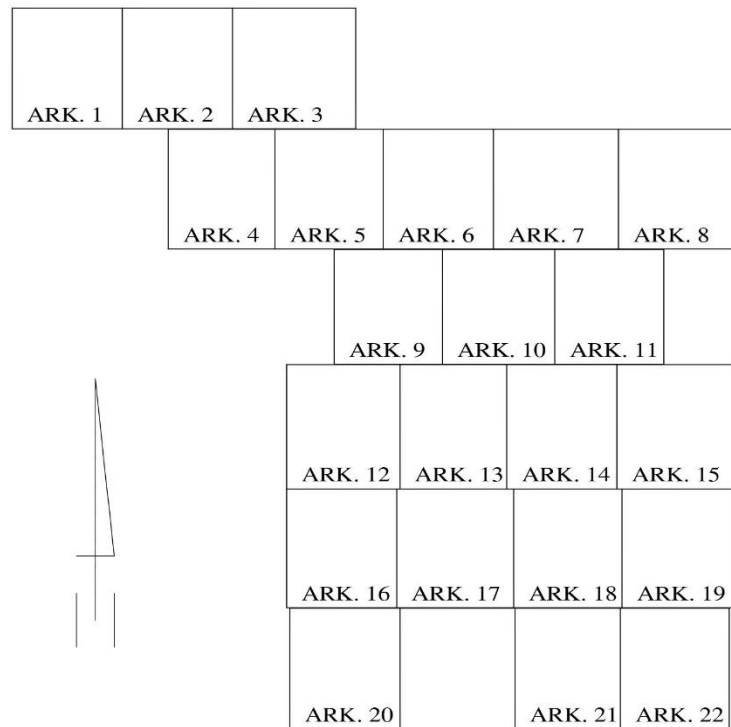 ARK. 1 ARK. 2 ARK. 3
ARK. 4 ARK. 5 ARK. 6 ARK. 7 ARK. 8
ARK. 9 ARK. 10 ARK. 11
ARK. 12 ARK. 13 ARK. 14 ARK. 15
ARK. 16 ARK. 17 ARK. 18 ARK. 19
ARK. 20 ARK. 21 ARK. 22